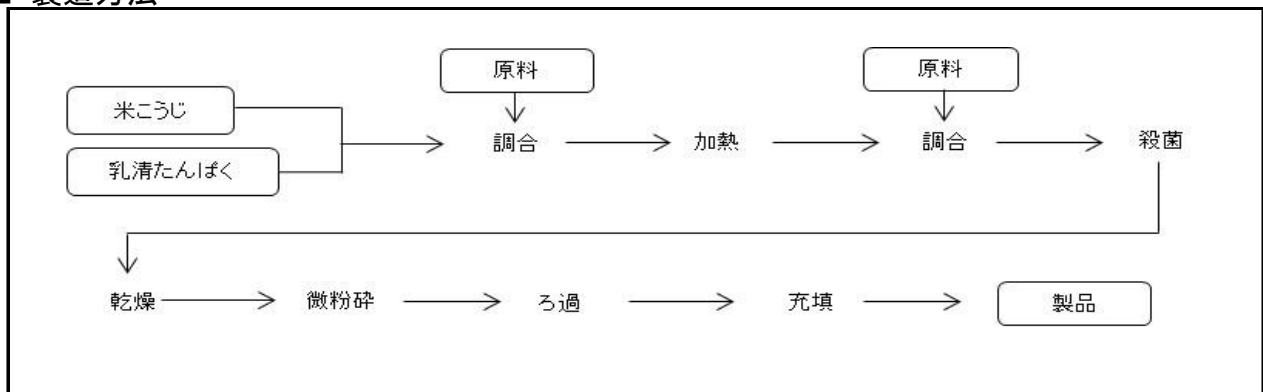 製造方法
原料 原料
米こうじ
調合 加熱 調合 殺菌
乳清たんぱく
乾燥 微粉砕 ろ過 充填 製品